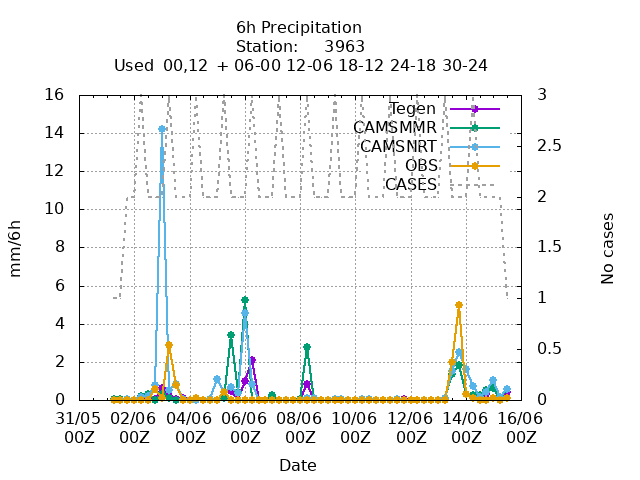 6h Precipitation
Station: 3963
Used 00,12 + 06-00 12-06 18-12 24-18 30-24
16
14
12
10
8
6
4
2
0
mm/6h
3
2.5
2
1.5
1
0.5
0
No cases
Tegen
CAMSMMR
CAMSNRT
OBS
CASES
31/05 02/06 04/06 06/06 08/06 10/06 12/06 14/06 16/06
00Z 00Z 00Z 00Z 00Z 00Z 00Z 00Z 00Z
Date